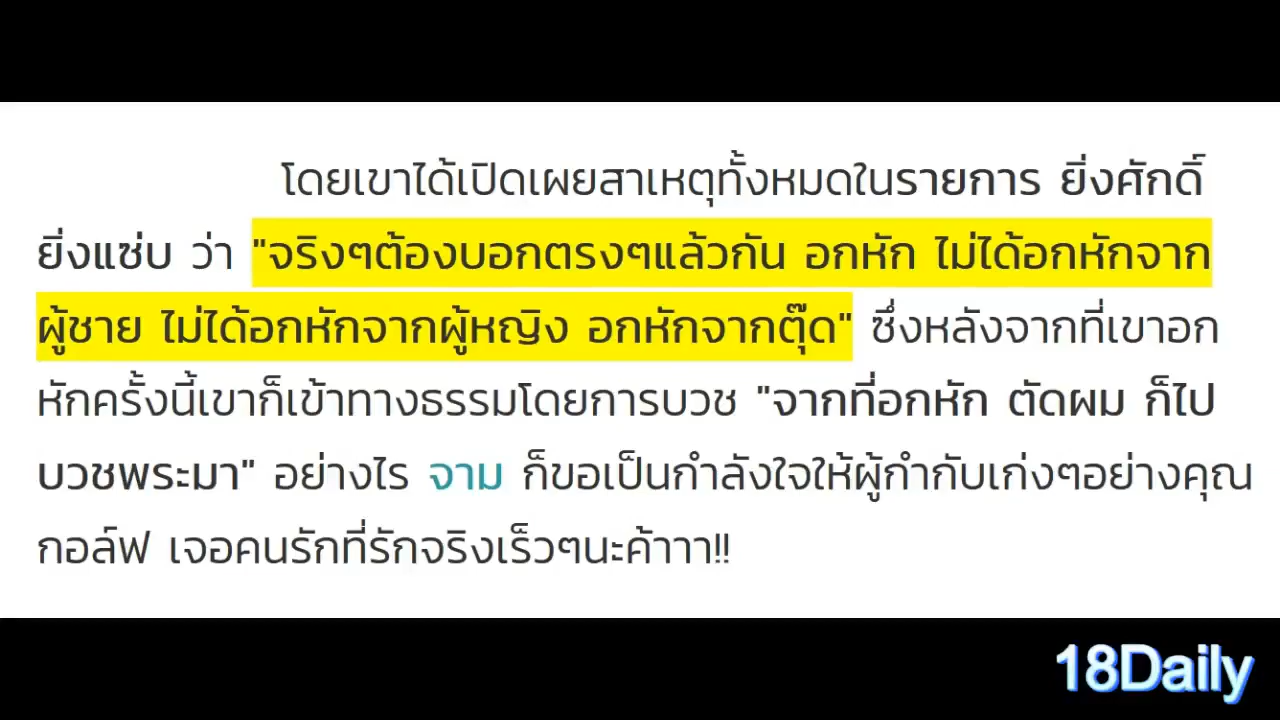 โดยเขาได้เปิดเผยสาเหตุทั้งหมดในรายการ ยิ่งศักดิ์
ยิ่งแซ่บ ว่า "จริงๆต้องบอกตรงๆแล้วกัน อกหัก ไม่ได้อกหักจาก
ผู้ชาย ไม่ได้อกหักจากผู้หญิง อกหักจากตุ๊ด" ซึ่งหลังจากที่เขาอก
หักครั้งนี้เขาก็เข้าทางธรรมโดยการบวช "จากที่อกหัก ตัดผม ก็ไป
บวชพระมา" อย่างไร จาม ก็ขอเป็นกำลังใจให้ผู้กำกับเก่งๆอย่างคุณ
กอล์ฟ เจอคนรักที่รักจริงเร็วๆนะค้าาา!!
18Daily